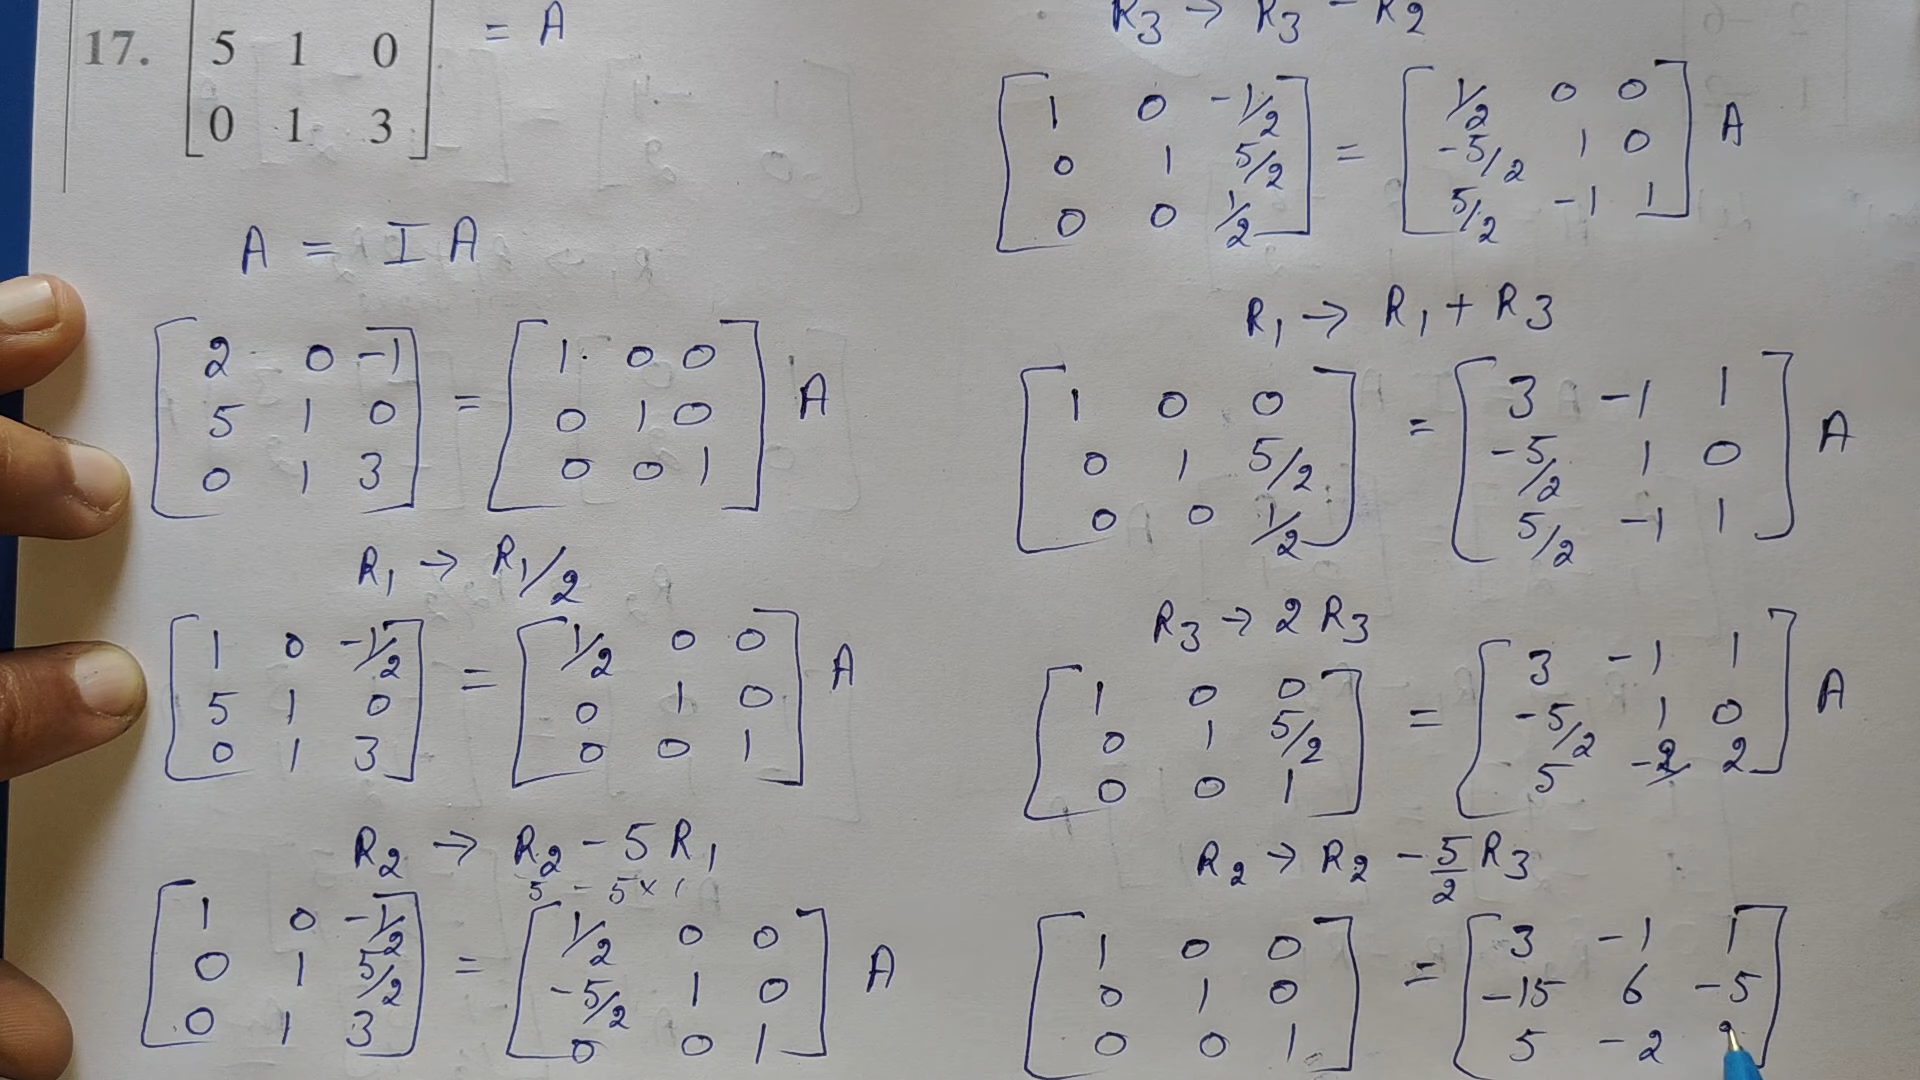 17. 5 1 0 = A
0 1 3
A = I A
2 0 -1 = 1 0 0 A
5 1 0 0 1 0
0 1 3 0 0 1
R1 → R1/2
1 0 -1/2 = 1/2 0 0 A
5 1 0 0 1 0
0 1 3 0 0 1
R2 → R2 - 5 R1
5 - 5 × 1
1 0 -1/2 = 1/2 0 0 A
0 1 5/2 -5/2 1 0
0 1 3 0 0 1
R3 → R3 - R2
1 0 -1/2 = 1/2 0 0 A
0 1 5/2 -5/2 1 0
0 0 1/2 5/2 -1 1
R1 → R1 + R3
1 0 0 = 3 -1 1 A
0 1 5/2 -5/2 1 0
0 0 1/2 5/2 -1 1
R3 → 2 R3
1 0 0 = 3 -1 1 A
0 1 5/2 -5/2 1 0
0 0 1 5 -2 2
R2 → R2 - 5/2 R3
1 0 0 = 3 -1 1
0 1 0 -15 6 -5
0 0 1 5 -2